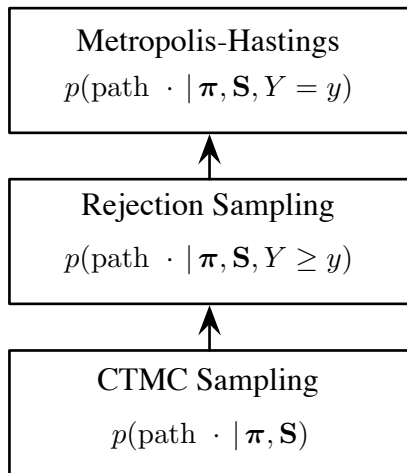 Metropolis-Hastings
p(path · | π, S, Y = y)
Rejection Sampling
p(path · | π, S, Y ≥ y)
CTMC Sampling
p(path · | π, S)